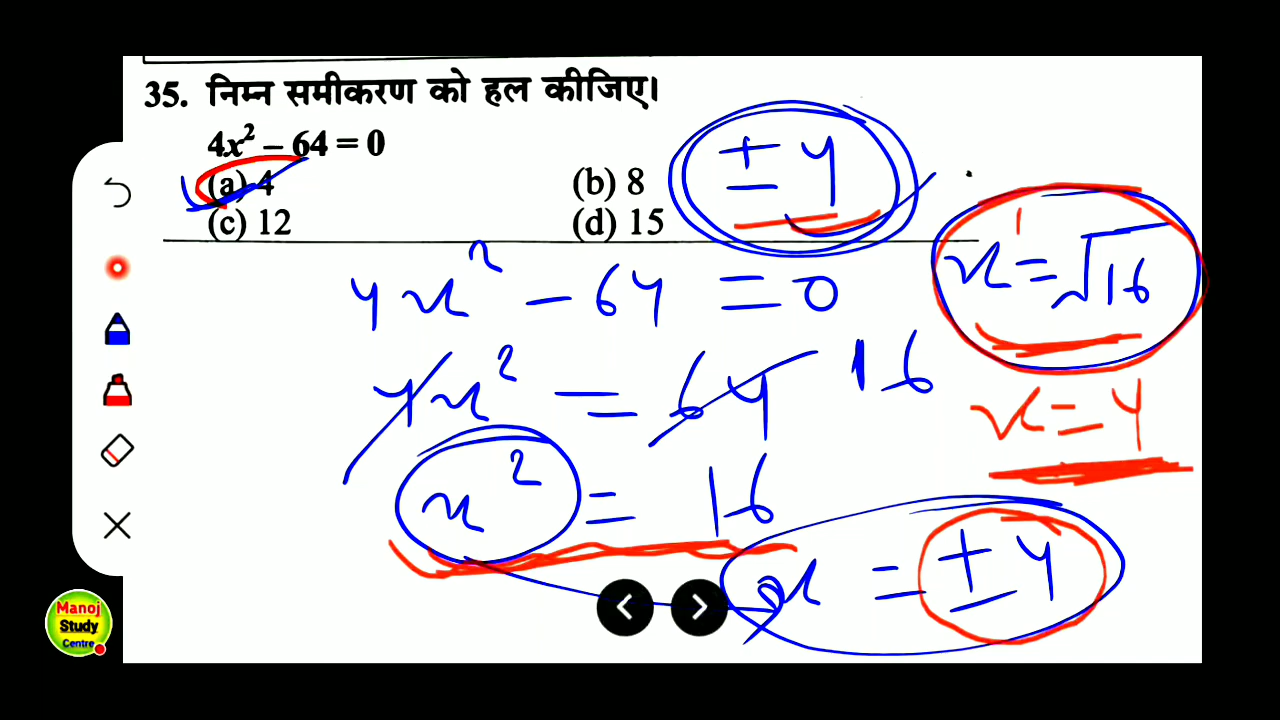 35. निम्न समीकरण को हल कीजिए।
4x² – 64 = 0
(a) 4 (b) 8
(c) 12 (d) 15
± 4
4x² – 64 = 0
x = √16
4x² = 64 16
x = 4
x² = 16
x = ± 4
Manoj
Study
Centre